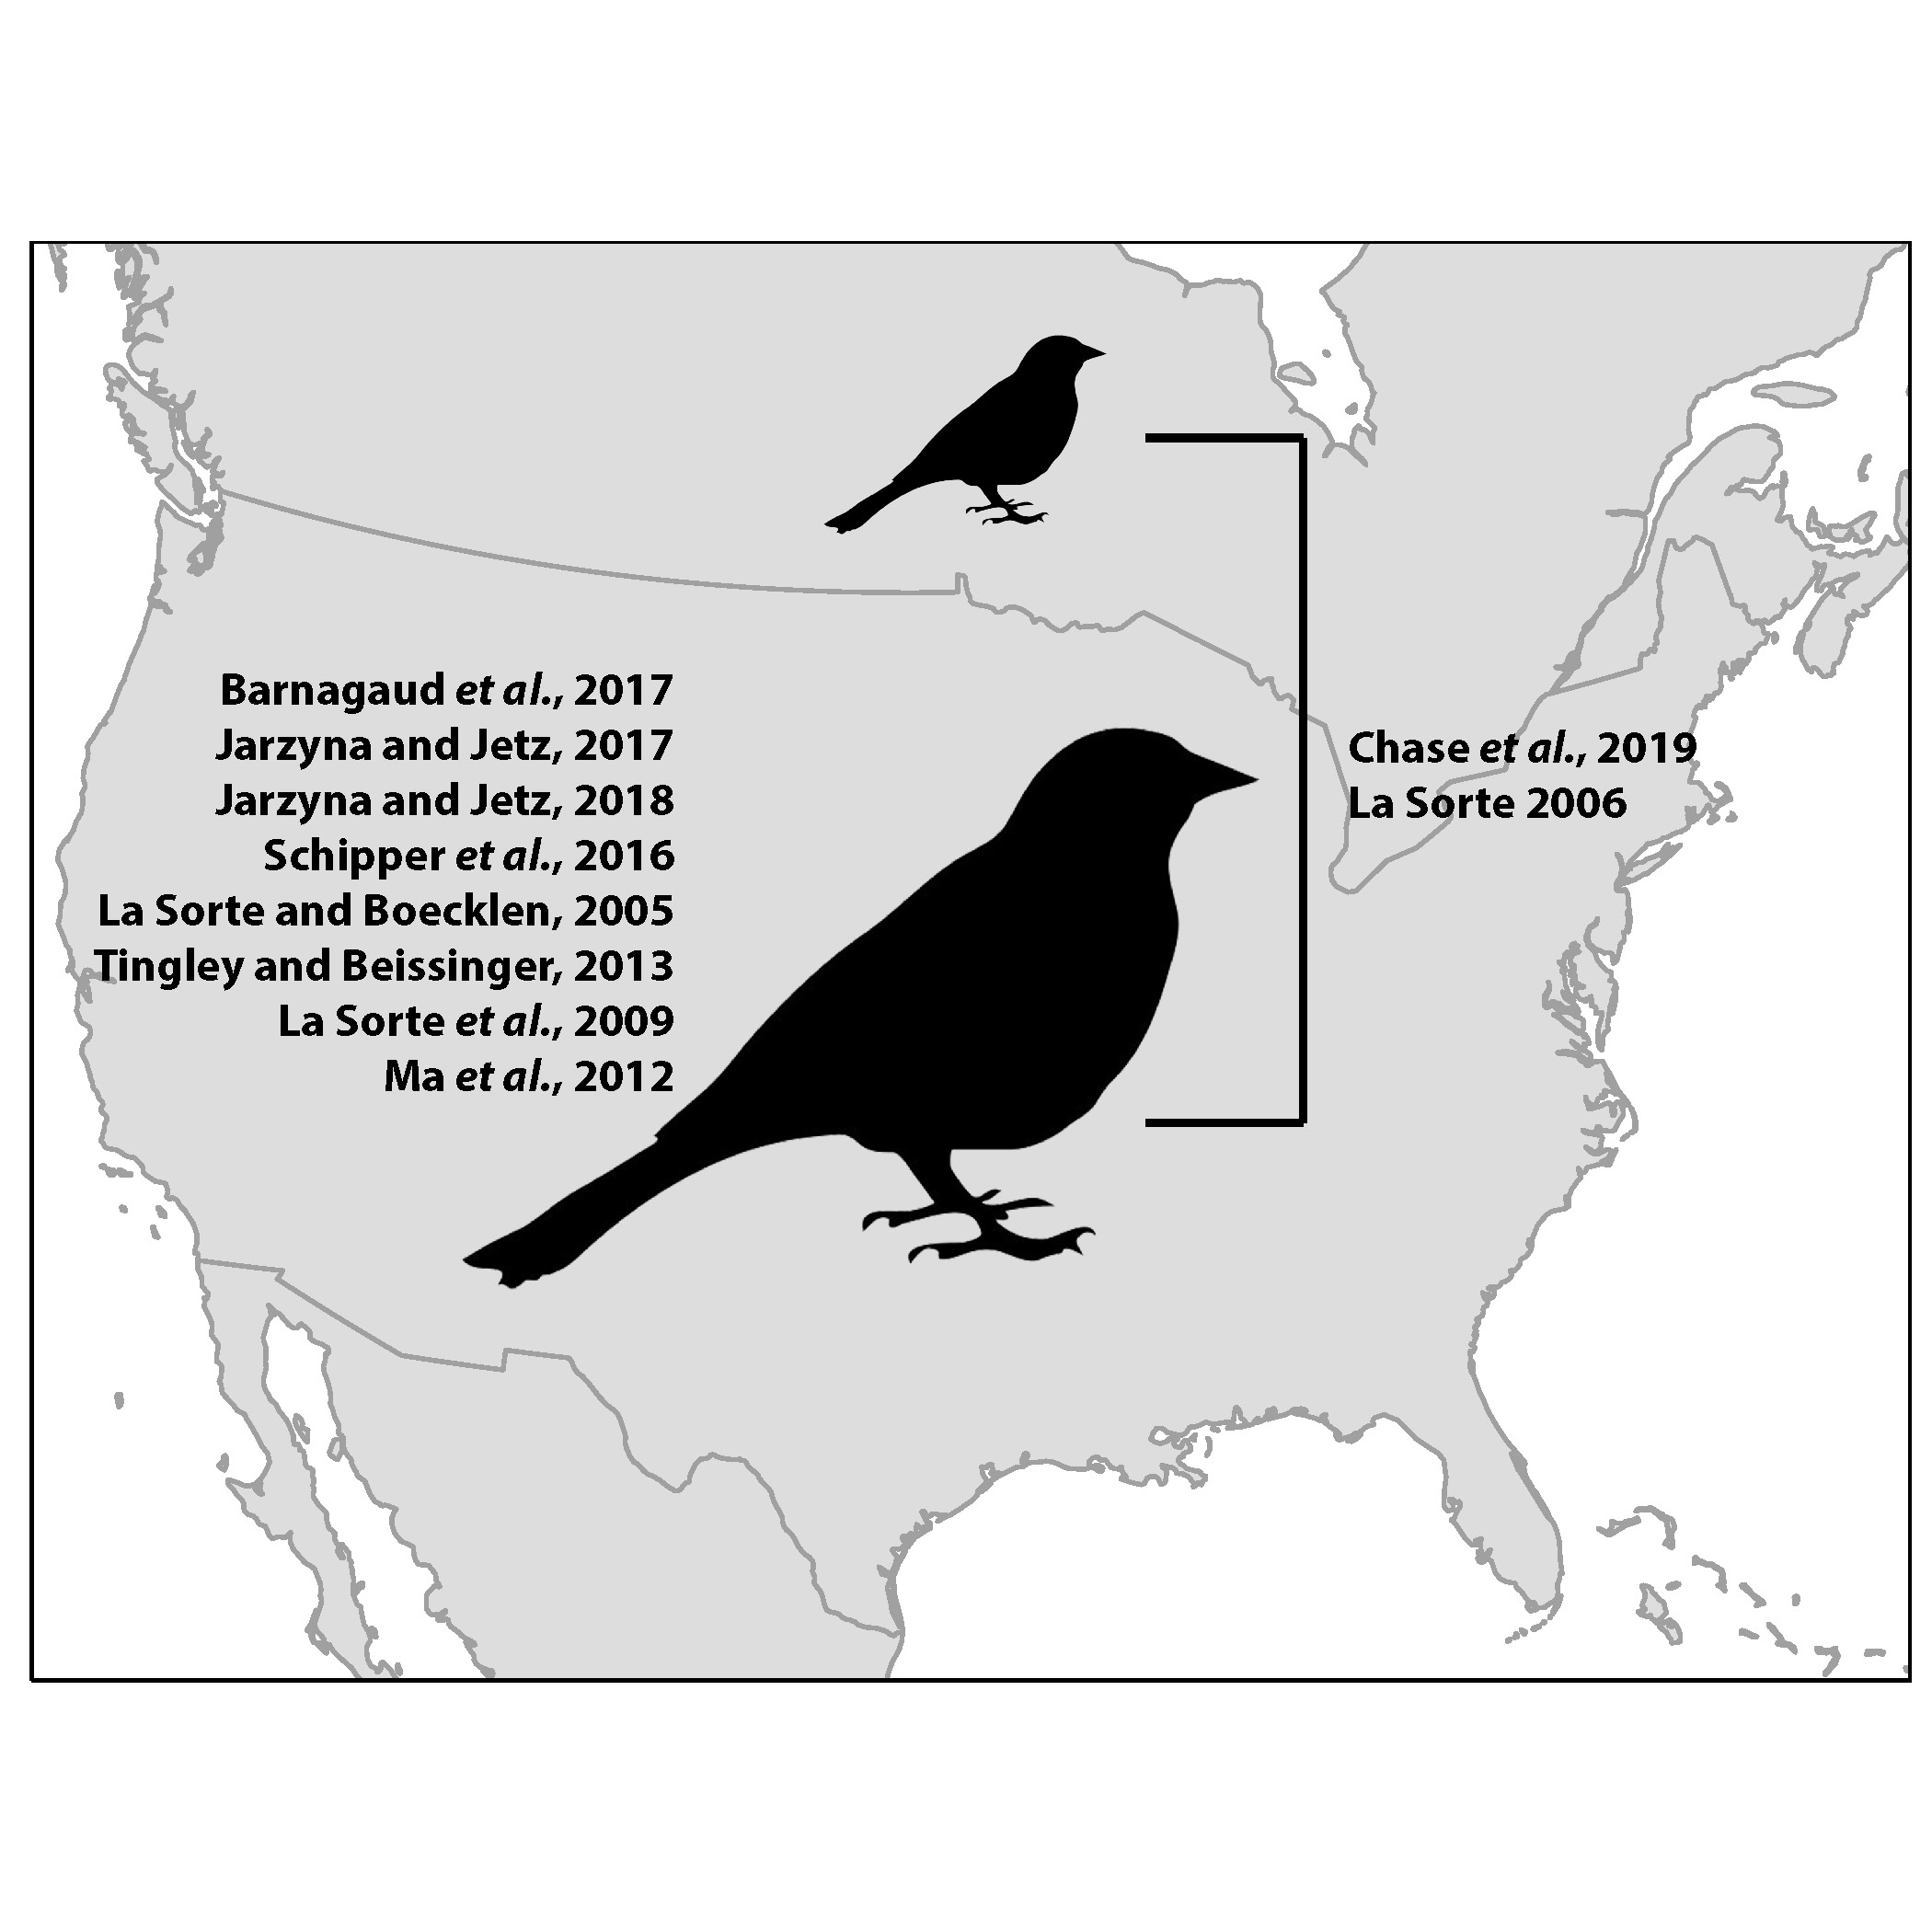 Barnagaud et al., 2017
Jarzyna and Jetz, 2017
Jarzyna and Jetz, 2018
Schipper et al., 2016
La Sorte and Boecklen, 2005
Tingley and Beissinger, 2013
La Sorte et al., 2009
Ma et al., 2012
Chase et al., 2019
La Sorte 2006